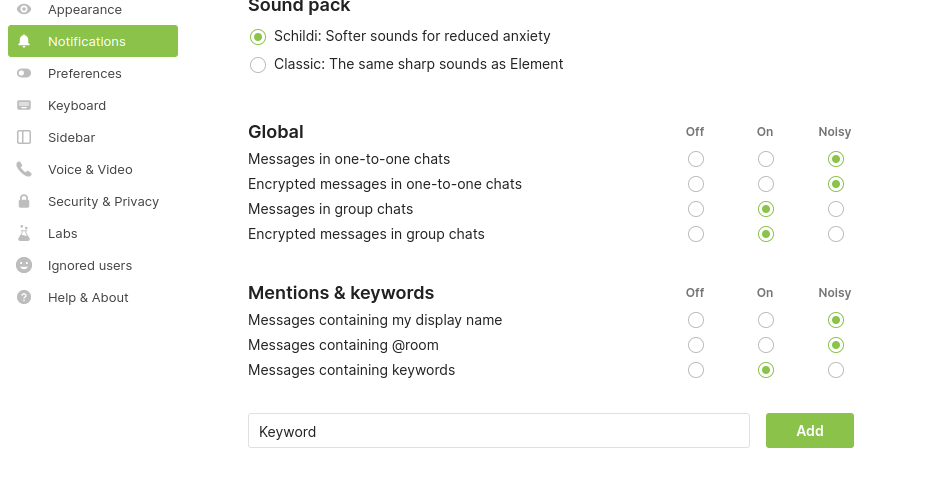 Appearance
Notifications
Preferences
Keyboard
Sidebar
Voice & Video
Security & Privacy
Labs
Ignored users
Help & About
Sound pack
Schildi: Softer sounds for reduced anxiety
Classic: The same sharp sounds as Element
Global Off On Noisy
Messages in one-to-one chats
Encrypted messages in one-to-one chats
Messages in group chats
Encrypted messages in group chats
Mentions & keywords Off On Noisy
Messages containing my display name
Messages containing @room
Messages containing keywords
Keyword Add